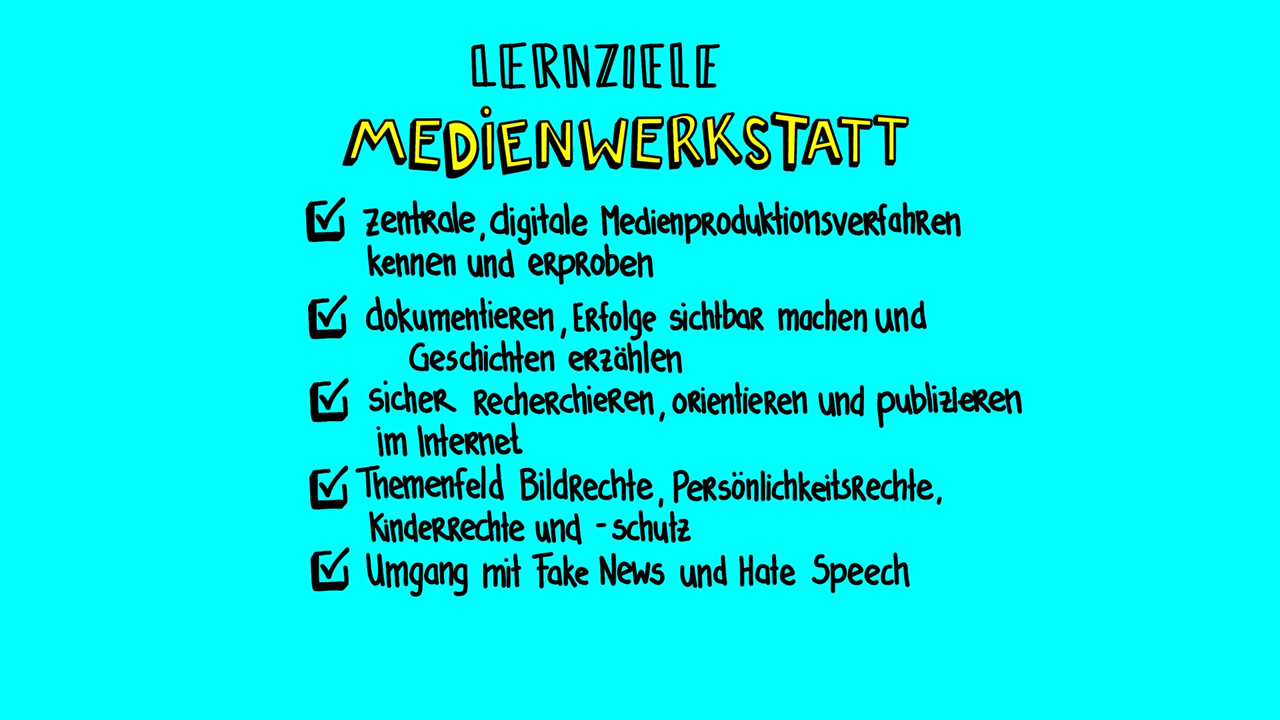 LERNZIELE
MEDiENWERKSTATT
zentrale, digitale Medienproduktionsverfahren
kennen und erproben
dokumentieren, Erfolge sichtbar machen und
Geschichten erzählen
sicher recherchieren, orientieren und publizieren
im Internet
Themenfeld Bildrechte, Persönlichkeitsrechte,
Kinderrechte und -schutz
Umgang mit Fake News und Hate Speech